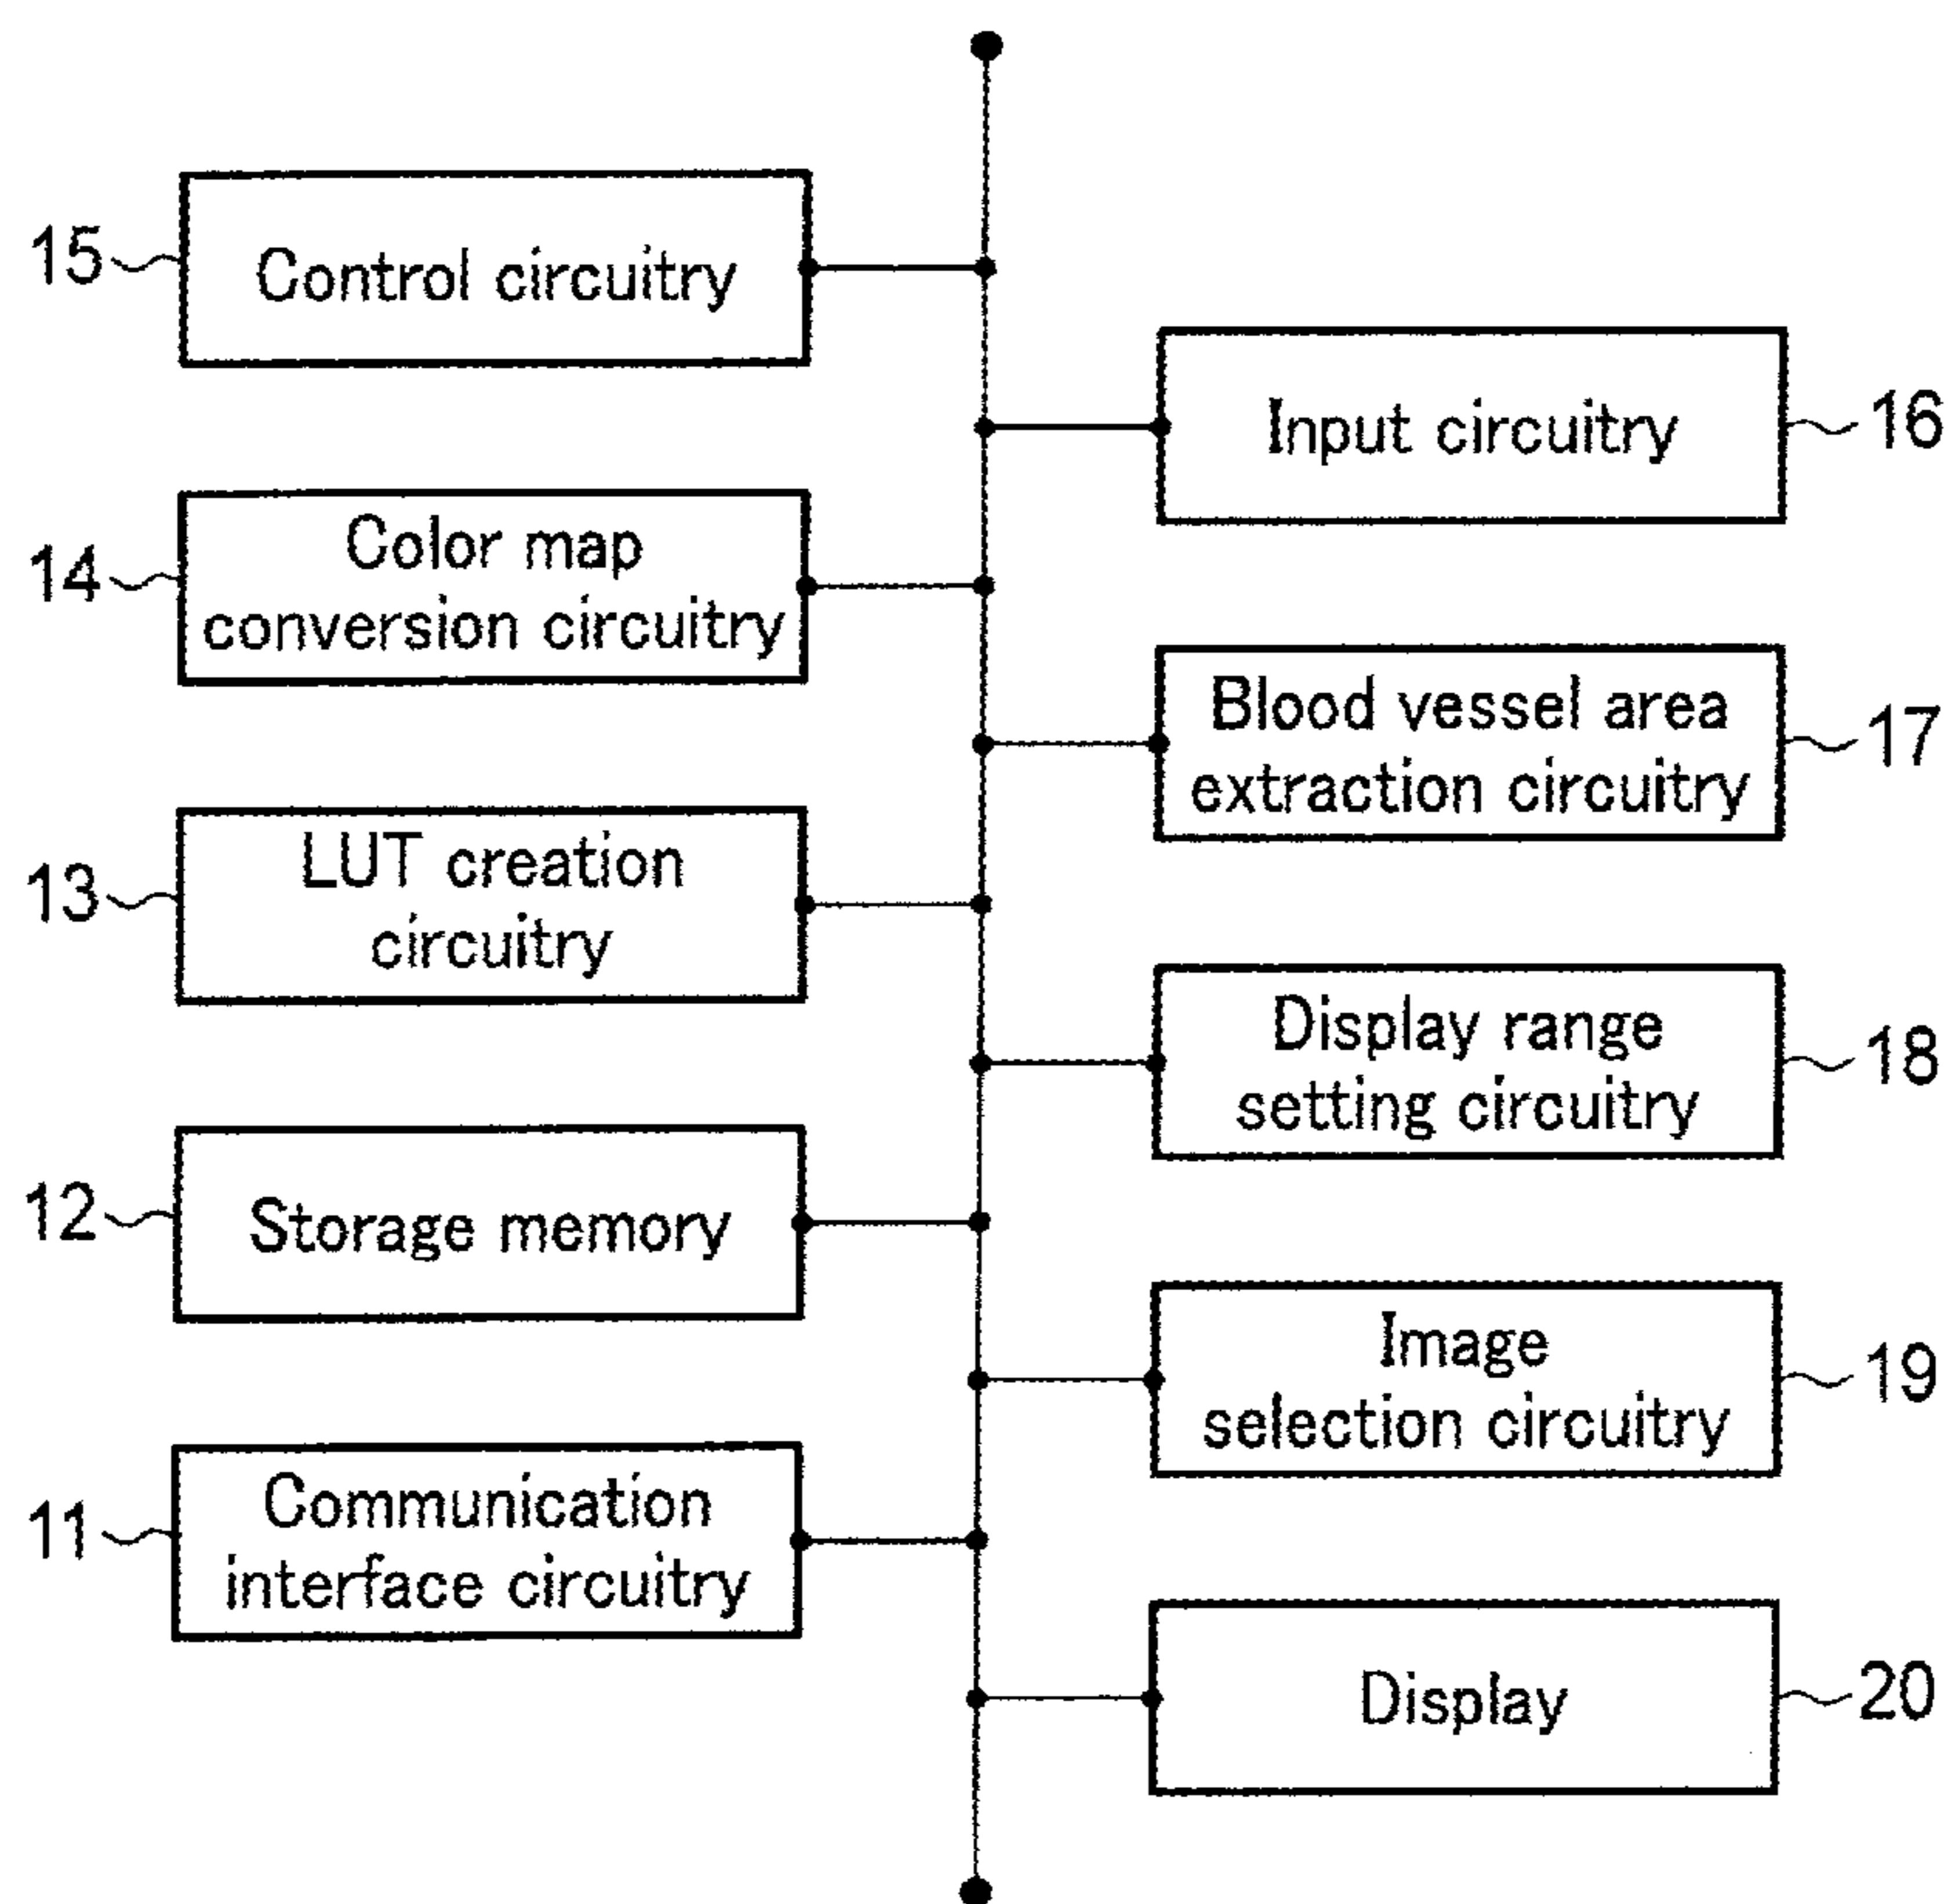 15
Control circuitry
Input circuitry
16
14
Color map
conversion circuitry
Blood vessel area
extraction circuitry
17
13
LUT creation
circuitry
Display range
setting circuitry
18
12
Storage memory
Image
selection circuitry
19
11
Communication
interface circuitry
Display
20